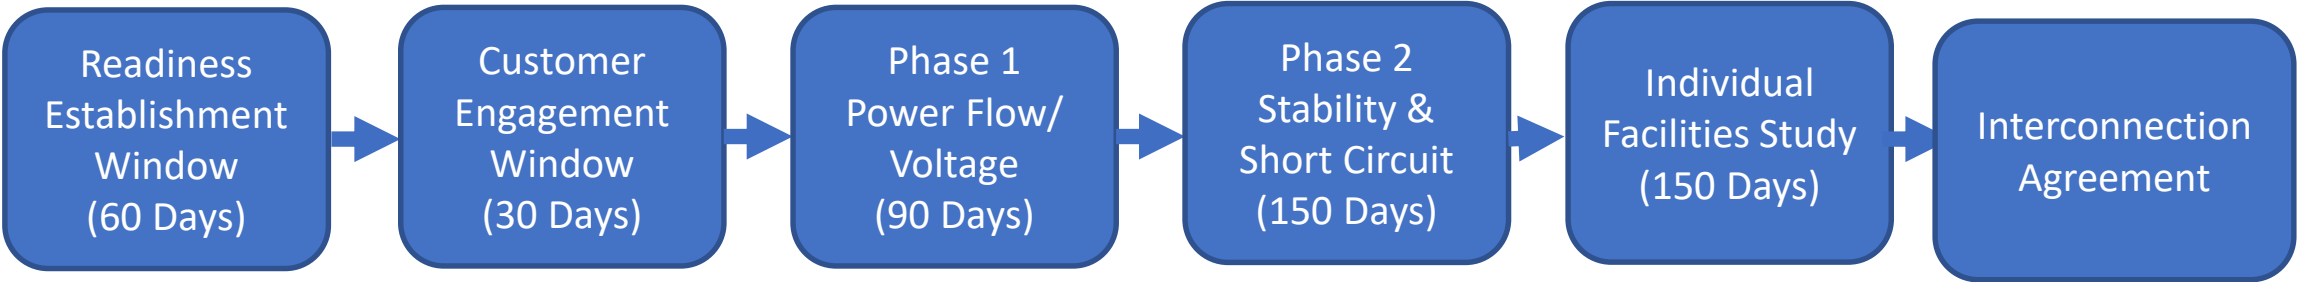 Readiness
Establishment
Window
(60 Days)
Customer
Engagement
Window
(30 Days)
Phase 1
Power Flow/
Voltage
(90 Days)
Phase 2
Stability &
Short Circuit
(150 Days)
Individual
Facilities Study
(150 Days)
Interconnection
Agreement